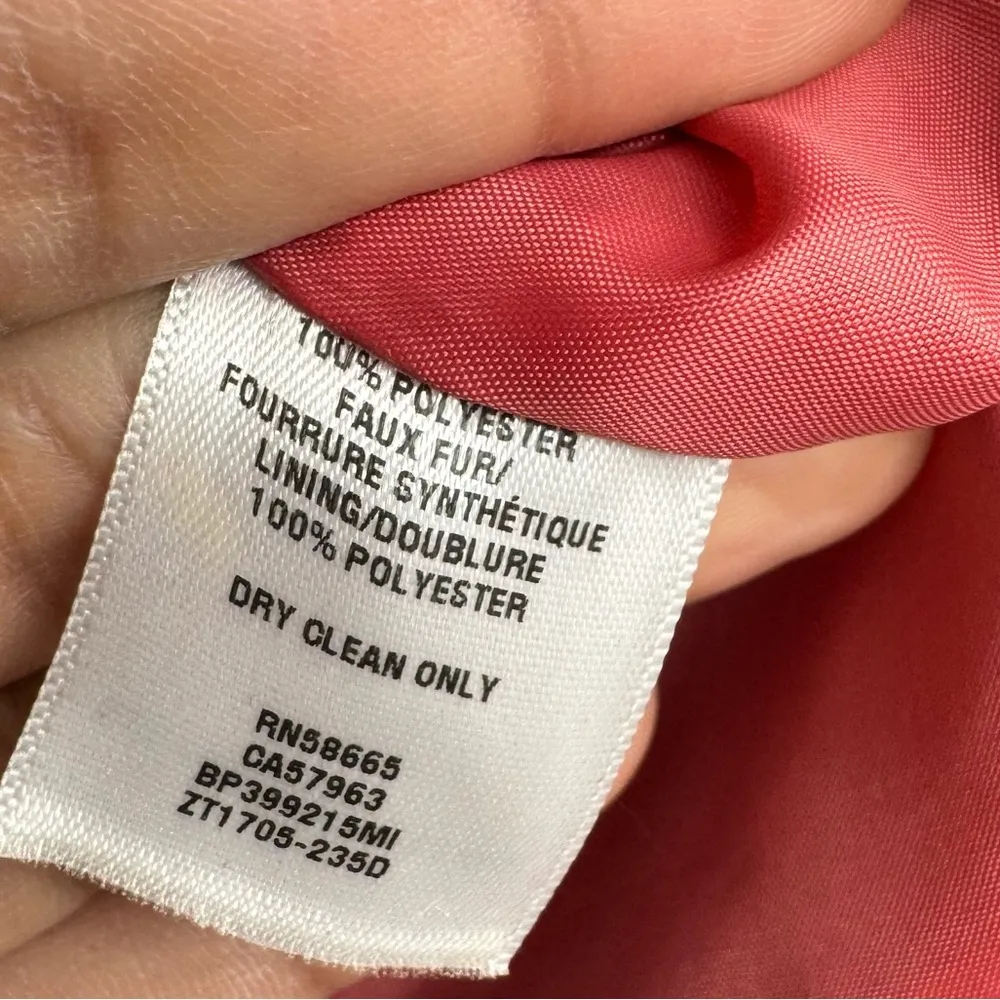 100% POLYESTER
FAUX FUR/
FOURRURE SYNTHÉTIQUE
LINING/DOUBLURE
100% POLYESTER
DRY CLEAN ONLY
RN58665
CA57963
BP399215MI
ZT1705-235D